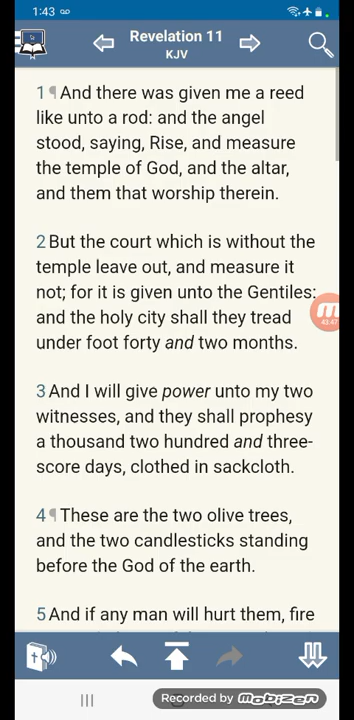 1:43
Revelation 11
KJV
1 ¶ And there was given me a reed
like unto a rod: and the angel
stood, saying, Rise, and measure
the temple of God, and the altar,
and them that worship therein.
2 But the court which is without the
temple leave out, and measure it
not; for it is given unto the Gentiles:
and the holy city shall they tread
under foot forty and two months.
3 And I will give power unto my two
witnesses, and they shall prophesy
a thousand two hundred and three-
score days, clothed in sackcloth.
4 ¶ These are the two olive trees,
and the two candlesticks standing
before the God of the earth.
5 And if any man will hurt them, fire
43:47
Recorded by MOBIZEN